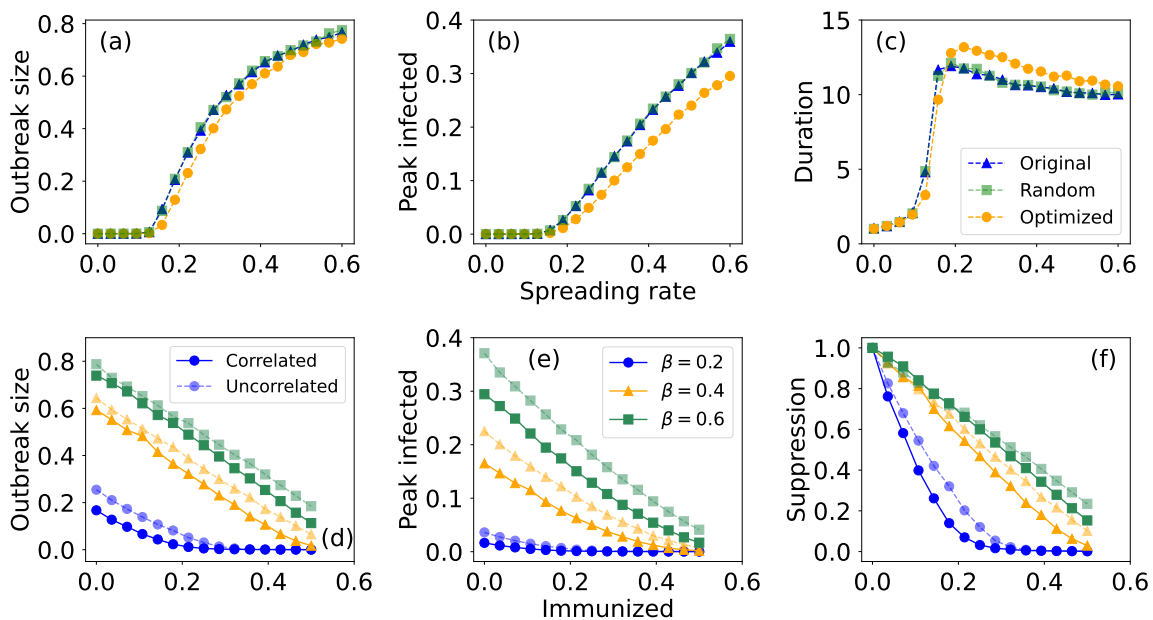 (a)
Outbreak size
0.8
0.6
0.4
0.2
0.0
0.0 0.2 0.4 0.6
(b)
Peak infected
0.4
0.3
0.2
0.1
0.0
0.0 0.2 0.4 0.6
Spreading rate
(c)
Duration
15
10
5
0
0.0 0.2 0.4 0.6
Original
Random
Optimized
(d)
Outbreak size
0.8
0.6
0.4
0.2
0.0
0.0 0.2 0.4 0.6
Correlated
Uncorrelated
(e)
Peak infected
0.4
0.3
0.2
0.1
0.0
0.0 0.2 0.4 0.6
Immunized
β = 0.2
β = 0.4
β = 0.6
(f)
Suppression
1.0
0.8
0.6
0.4
0.2
0.0
0.0 0.2 0.4 0.6